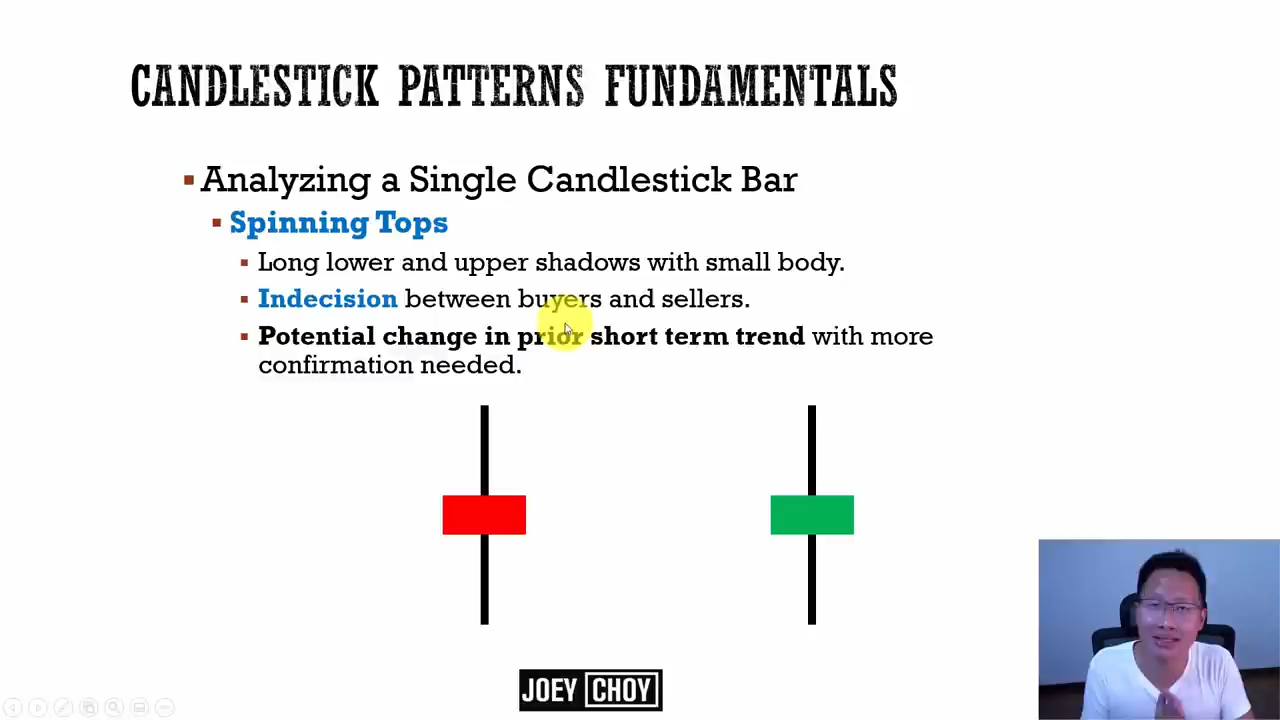 CANDLESTICK PATTERNS FUNDAMENTALS
Analyzing a Single Candlestick Bar
Spinning Tops
Long lower and upper shadows with small body.
Indecision between buyers and sellers.
Potential change in prior short term trend with more
confirmation needed.
JOEY CHOY